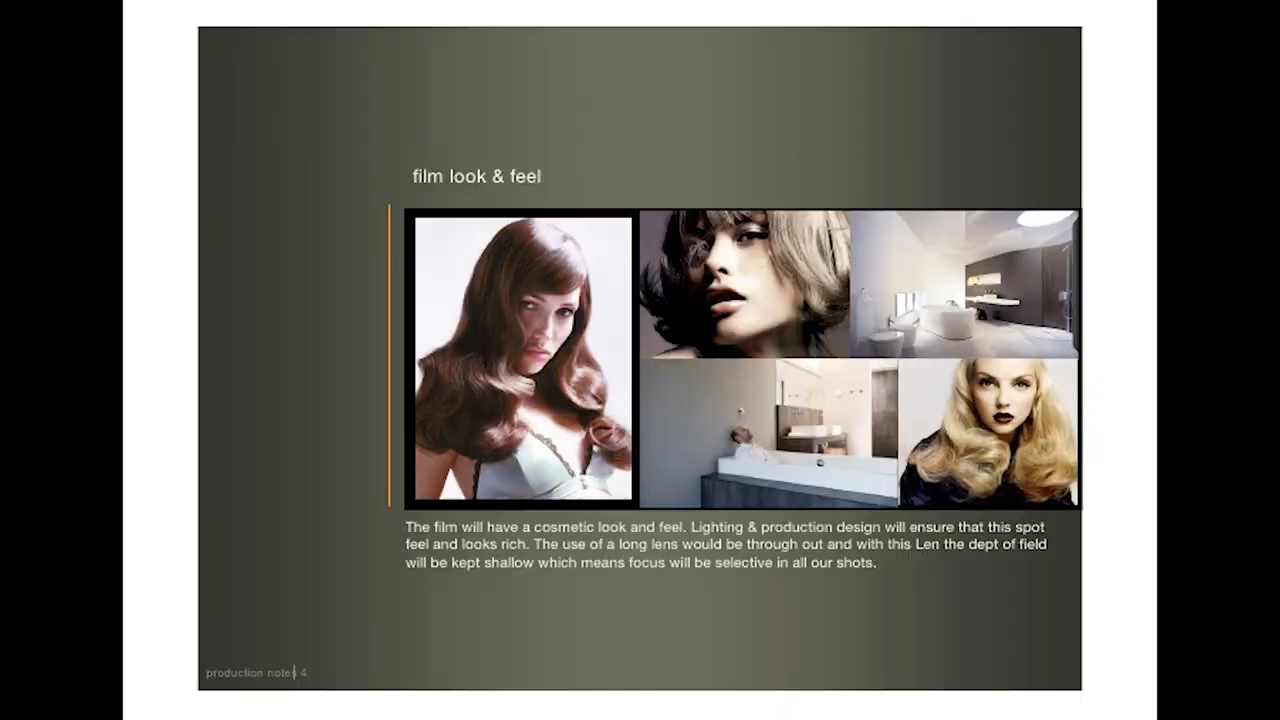 film look & feel
The film will have a cosmetic look and feel. Lighting & production design will ensure that this spot
feel and looks rich. The use of a long lens would be through out and with this Len the dept of field
will be kept shallow which means focus will be selective in all our shots.
production notes 4